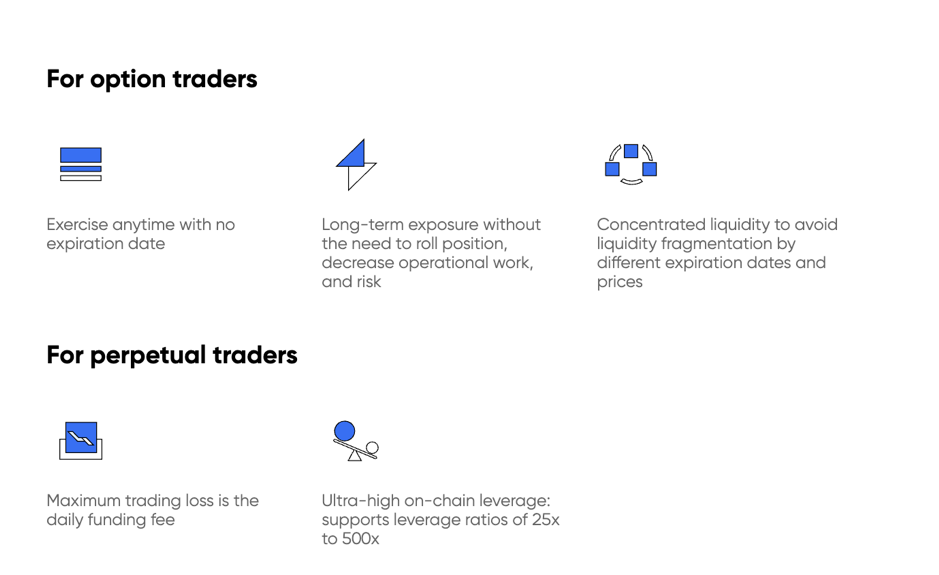 For option traders
Exercise anytime with no
expiration date
Long-term exposure without
the need to roll position,
decrease operational work,
and risk
Concentrated liquidity to avoid
liquidity fragmentation by
different expiration dates and
prices
For perpetual traders
Maximum trading loss is the
daily funding fee
Ultra-high on-chain leverage:
supports leverage ratios of 25x
to 500x